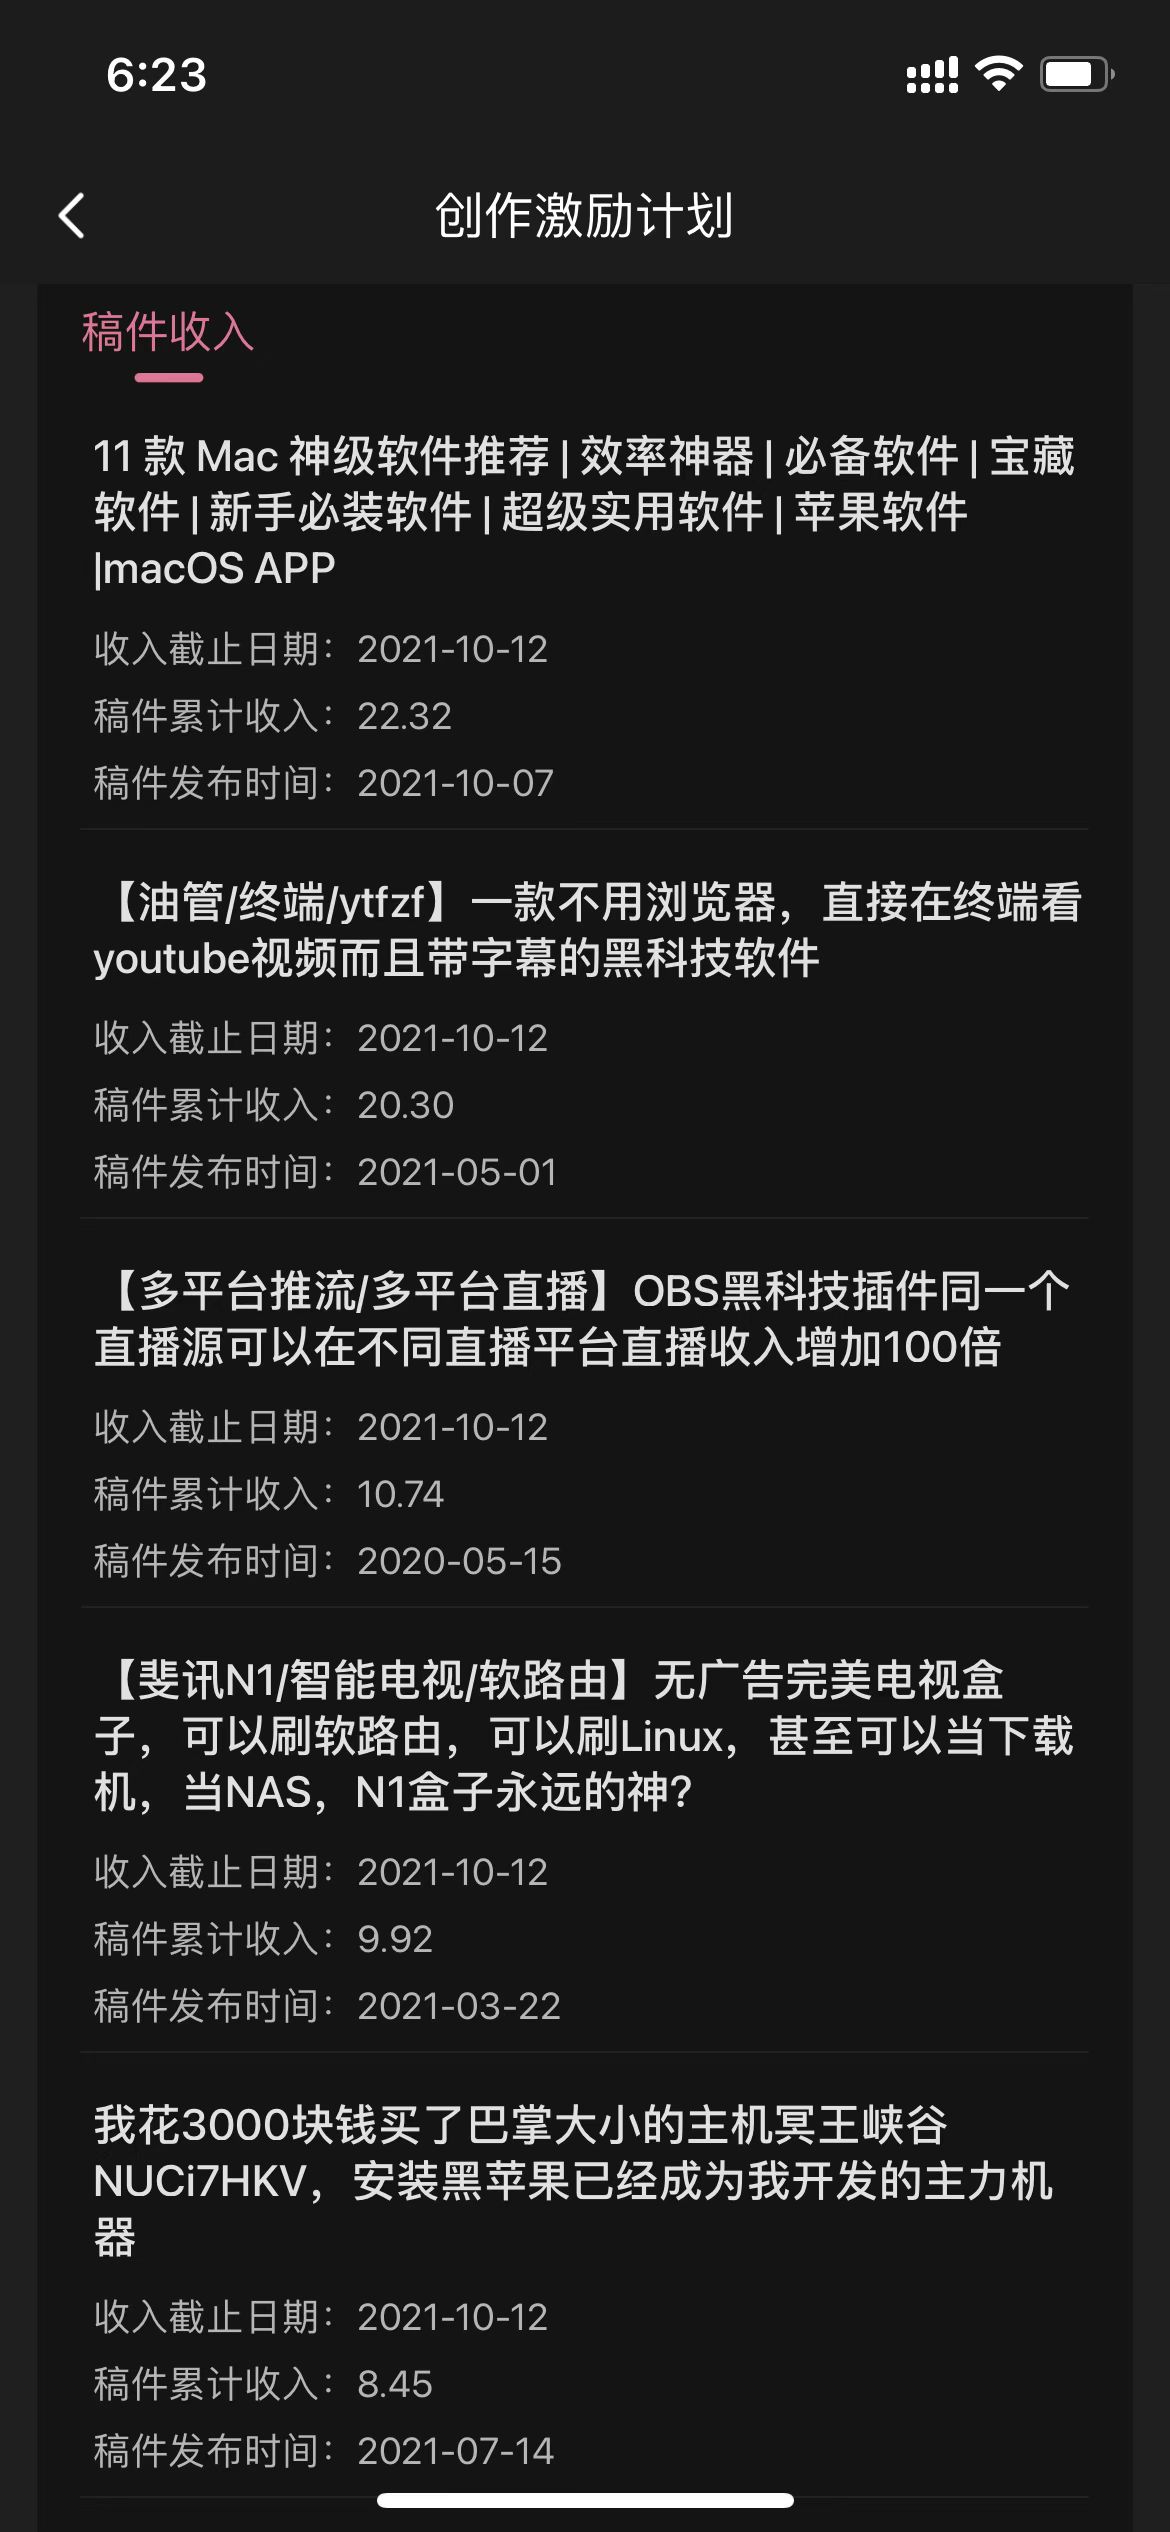 6:23
创作激励计划
稿件收入
11 款 Mac 神级软件推荐 | 效率神器 | 必备软件 | 宝藏
软件 | 新手必装软件 | 超级实用软件 | 苹果软件
|macOS APP
收入截止日期：2021-10-12
稿件累计收入：22.32
稿件发布时间：2021-10-07
【油管/终端/ytfzf】一款不用浏览器，直接在终端看
youtube视频而且带字幕的黑科技软件
收入截止日期：2021-10-12
稿件累计收入：20.30
稿件发布时间：2021-05-01
【多平台推流/多平台直播】OBS黑科技插件同一个
直播源可以在不同直播平台直播收入增加100倍
收入截止日期：2021-10-12
稿件累计收入：10.74
稿件发布时间：2020-05-15
【斐讯N1/智能电视/软路由】无广告完美电视盒
子，可以刷软路由，可以刷Linux，甚至可以当下载
机，当NAS，N1盒子永远的神?
收入截止日期：2021-10-12
稿件累计收入：9.92
稿件发布时间：2021-03-22
我花3000块钱买了巴掌大小的主机冥王峡谷
NUCi7HKV，安装黑苹果已经成为我开发的主力机
器
收入截止日期：2021-10-12
稿件累计收入：8.45
稿件发布时间：2021-07-14